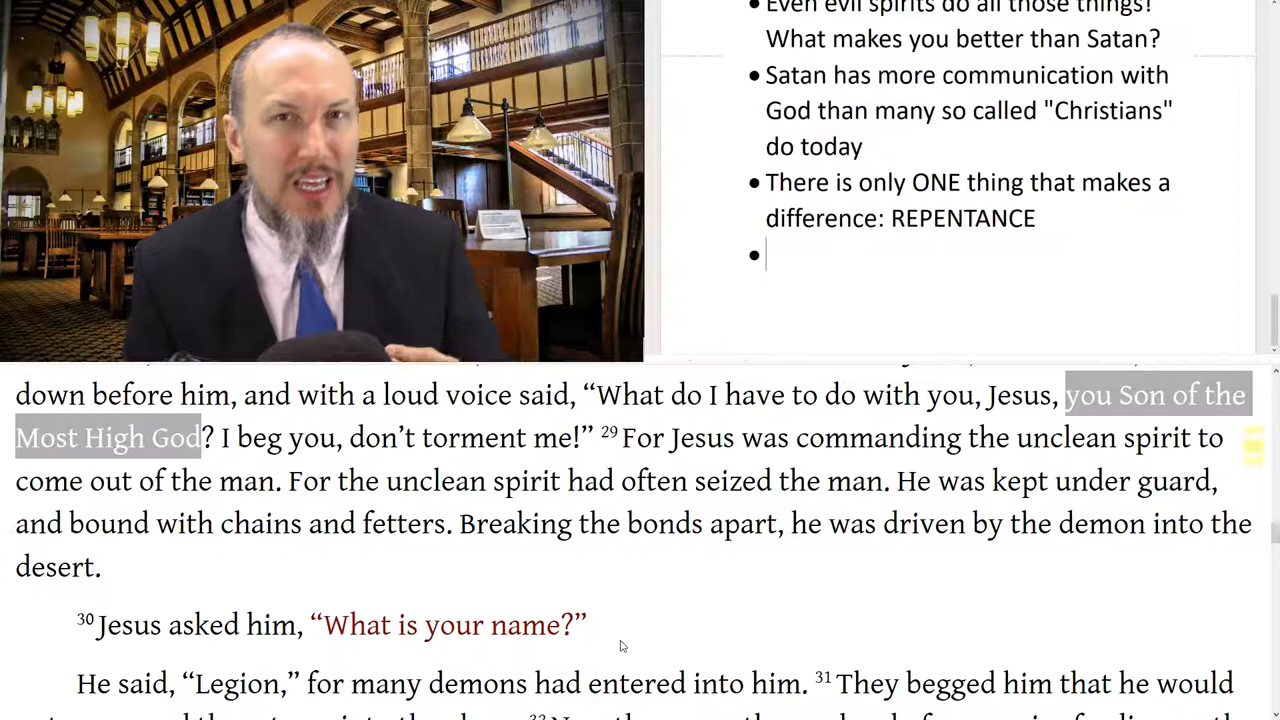 Even evil spirits do all those things!
What makes you better than Satan?
• Satan has more communication with
God than many so called "Christians"
do today
• There is only ONE thing that makes a
difference: REPENTANCE
•
down before him, and with a loud voice said, “What do I have to do with you, Jesus, you Son of the
Most High God? I beg you, don’t torment me!” 29 For Jesus was commanding the unclean spirit to
come out of the man. For the unclean spirit had often seized the man. He was kept under guard,
and bound with chains and fetters. Breaking the bonds apart, he was driven by the demon into the
desert.
30 Jesus asked him, “What is your name?”
He said, “Legion,” for many demons had entered into him. 31 They begged him that he would